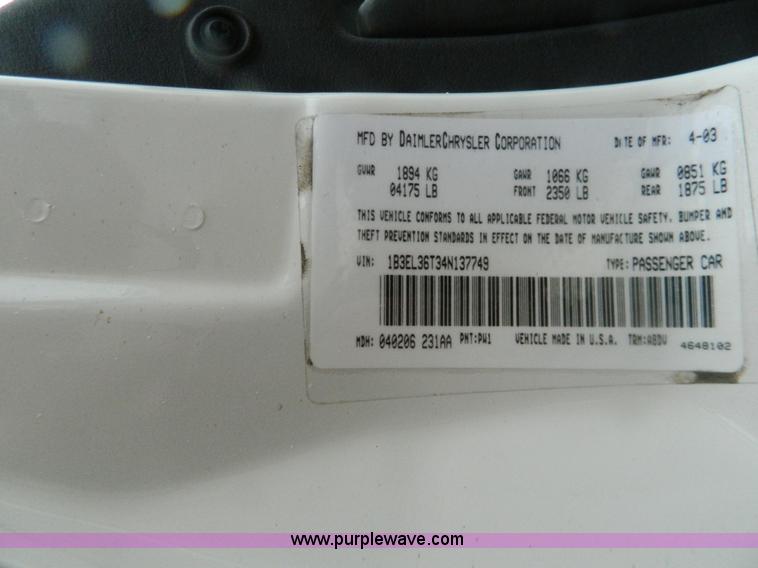 MFD BY DAIMLERCHRYSLER CORPORATION DATE OF MFR: 4-03
GVWR 1894 KG GAWR 1066 KG GAWR 0851 KG
04175 LB FRONT 2350 LB REAR 1875 LB
THIS VEHICLE CONFORMS TO ALL APPLICABLE FEDERAL MOTOR VEHICLE SAFETY, BUMPER AND
THEFT PREVENTION STANDARDS IN EFFECT ON THE DATE OF MANUFACTURE SHOWN ABOVE.
VIN: 1B3EL36T34N137749 TYPE: PASSENGER CAR
MDH: 040206 231AA PNT:PW1 VEHICLE MADE IN U.S.A. TRM:ABDV 4648102
www.purplewave.com